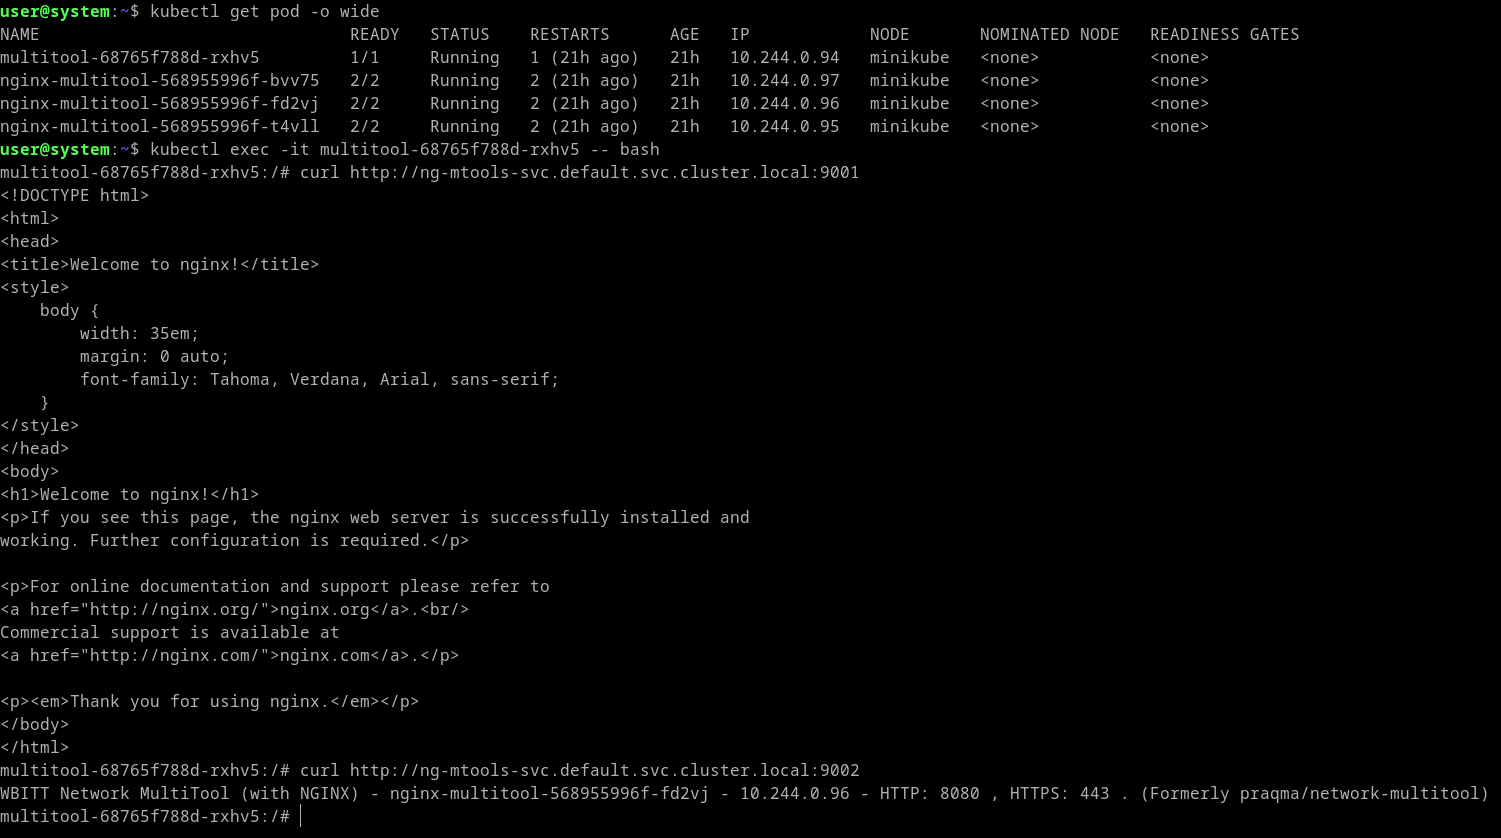 user@system:~$ kubectl get pod -o wide
NAME                               READY   STATUS    RESTARTS      AGE   IP            NODE       NOMINATED NODE   READINESS GATES
multitool-68765f788d-rxhv5         1/1     Running   1 (21h ago)   21h   10.244.0.94   minikube   <none>           <none>
nginx-multitool-568955996f-bvv75   2/2     Running   2 (21h ago)   21h   10.244.0.97   minikube   <none>           <none>
nginx-multitool-568955996f-fd2vj   2/2     Running   2 (21h ago)   21h   10.244.0.96   minikube   <none>           <none>
nginx-multitool-568955996f-t4vll   2/2     Running   2 (21h ago)   21h   10.244.0.95   minikube   <none>           <none>
user@system:~$ kubectl exec -it multitool-68765f788d-rxhv5 -- bash
multitool-68765f788d-rxhv5:/# curl http://ng-mtools-svc.default.svc.cluster.local:9001
<!DOCTYPE html>
<html>
<head>
<title>Welcome to nginx!</title>
<style>
    body {
        width: 35em;
        margin: 0 auto;
        font-family: Tahoma, Verdana, Arial, sans-serif;
    }
</style>
</head>
<body>
<h1>Welcome to nginx!</h1>
<p>If you see this page, the nginx web server is successfully installed and
working. Further configuration is required.</p>

<p>For online documentation and support please refer to
<a href="http://nginx.org/">nginx.org</a>.<br/>
Commercial support is available at
<a href="http://nginx.com/">nginx.com</a>.</p>

<p><em>Thank you for using nginx.</em></p>
</body>
</html>
multitool-68765f788d-rxhv5:/# curl http://ng-mtools-svc.default.svc.cluster.local:9002
WBITT Network MultiTool (with NGINX) - nginx-multitool-568955996f-fd2vj - 10.244.0.96 - HTTP: 8080 , HTTPS: 443 . (Formerly praqma/network-multitool)
multitool-68765f788d-rxhv5:/#